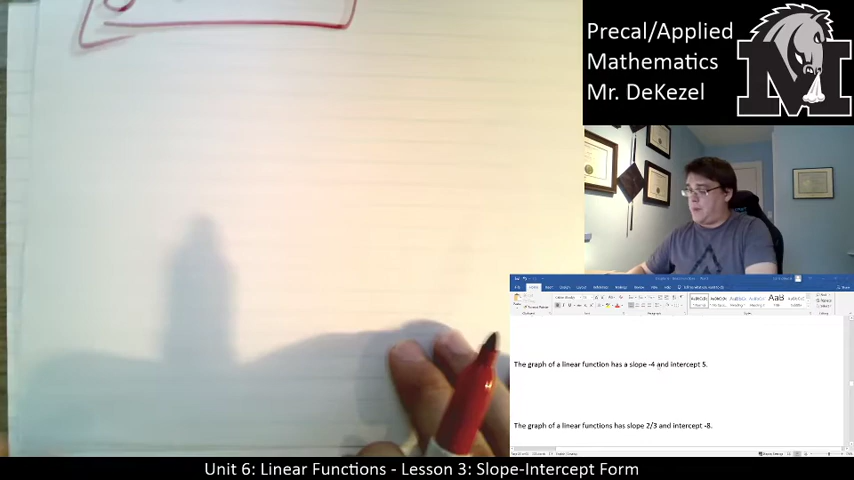 Precal/Applied
Mathematics
Mr. DeKezel
M
The graph of a linear function has a slope -4 and intercept 5.
The graph of a linear functions has slope 2/3 and intercept -8.
Unit 6: Linear Functions - Lesson 3: Slope-Intercept Form